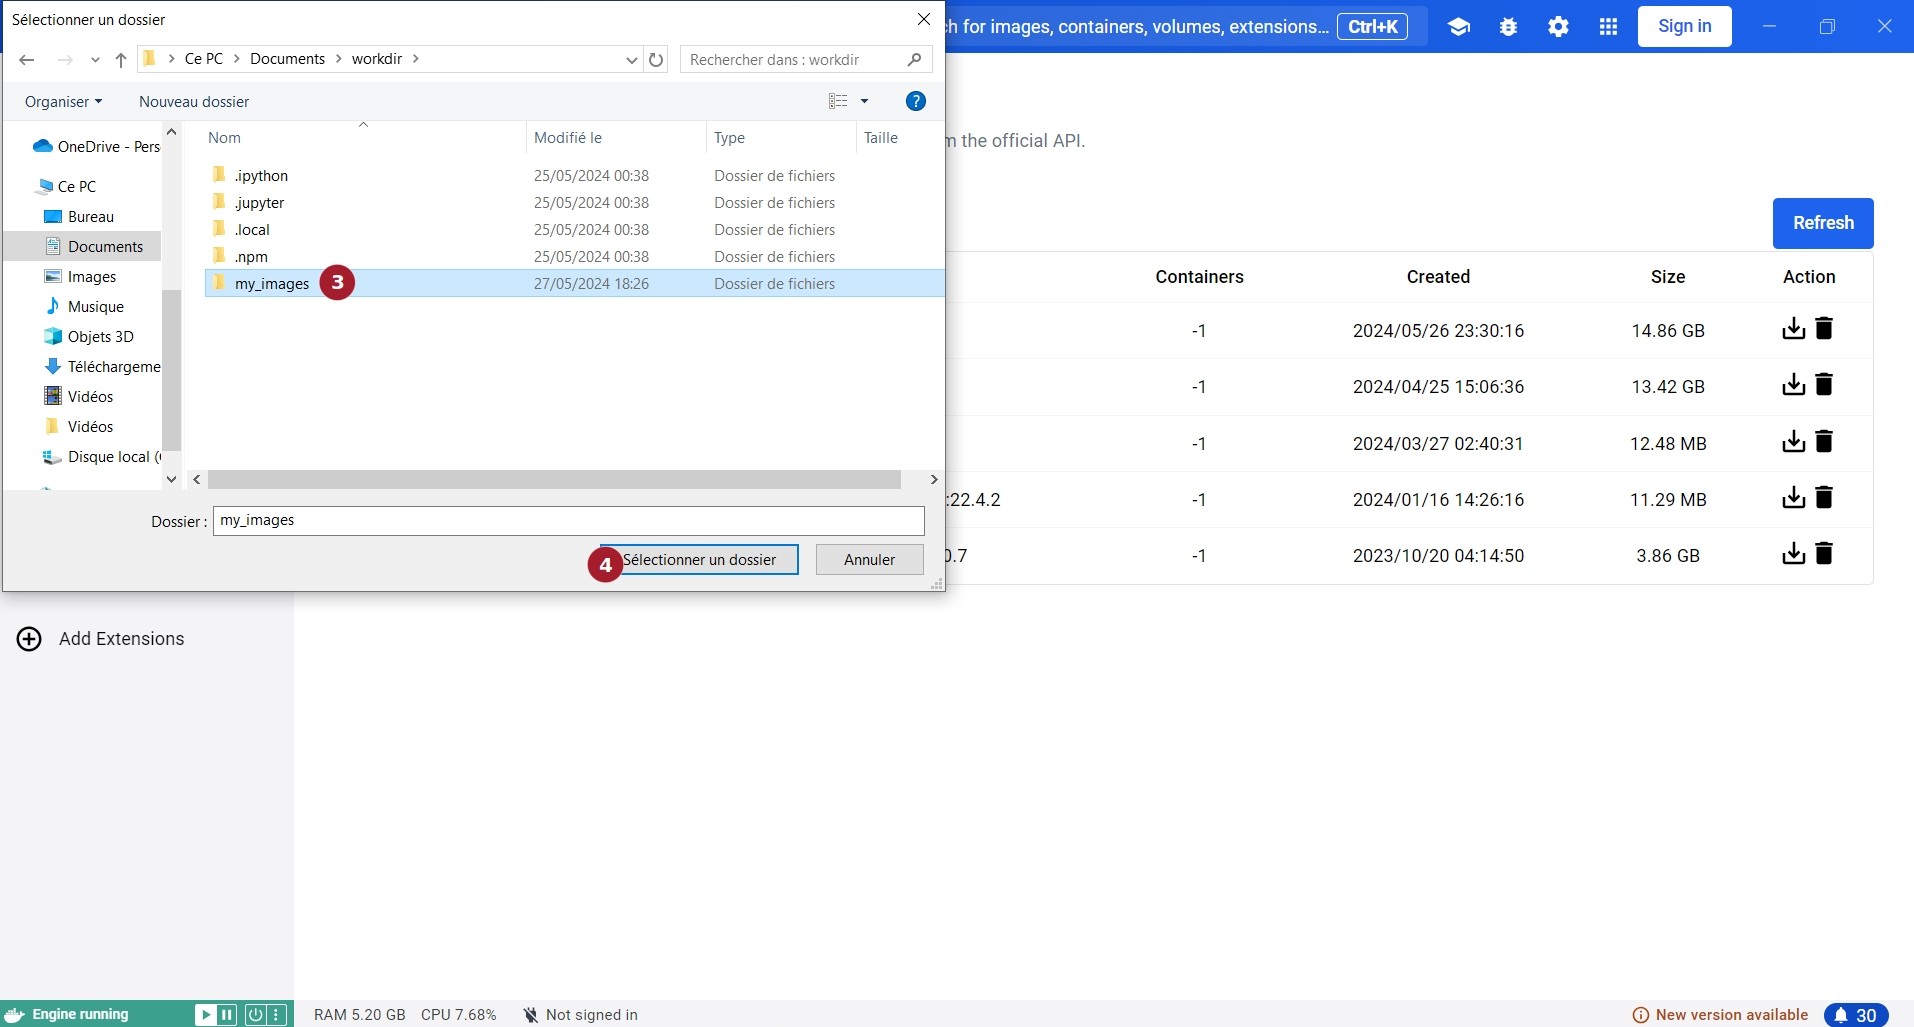 Sélectionner un dossier
Ce PC > Documents > workdir >
Rechercher dans : workdir
Organiser
Nouveau dossier
?
OneDrive - Pers
Ce PC
Bureau
Documents
Images
Musique
Objets 3D
Téléchargeme
Vidéos
Vidéos
Disque local (
Nom Modifié le Type Taille
.ipython 25/05/2024 00:38 Dossier de fichiers
.jupyter 25/05/2024 00:38 Dossier de fichiers
.local 25/05/2024 00:38 Dossier de fichiers
.npm 25/05/2024 00:38 Dossier de fichiers
my_images 3 27/05/2024 18:26 Dossier de fichiers
Dossier : my_images
4 Sélectionner un dossier Annuler
ch for images, containers, volumes, extensions... Ctrl+K
Sign in
m the official API.
Refresh
Containers Created Size Action
-1 2024/05/26 23:30:16 14.86 GB
-1 2024/04/25 15:06:36 13.42 GB
-1 2024/03/27 02:40:31 12.48 MB
:22.4.2 -1 2024/01/16 14:26:16 11.29 MB
0.7 -1 2023/10/20 04:14:50 3.86 GB
Add Extensions
Engine running
RAM 5.20 GB CPU 7.68% Not signed in
New version available 30